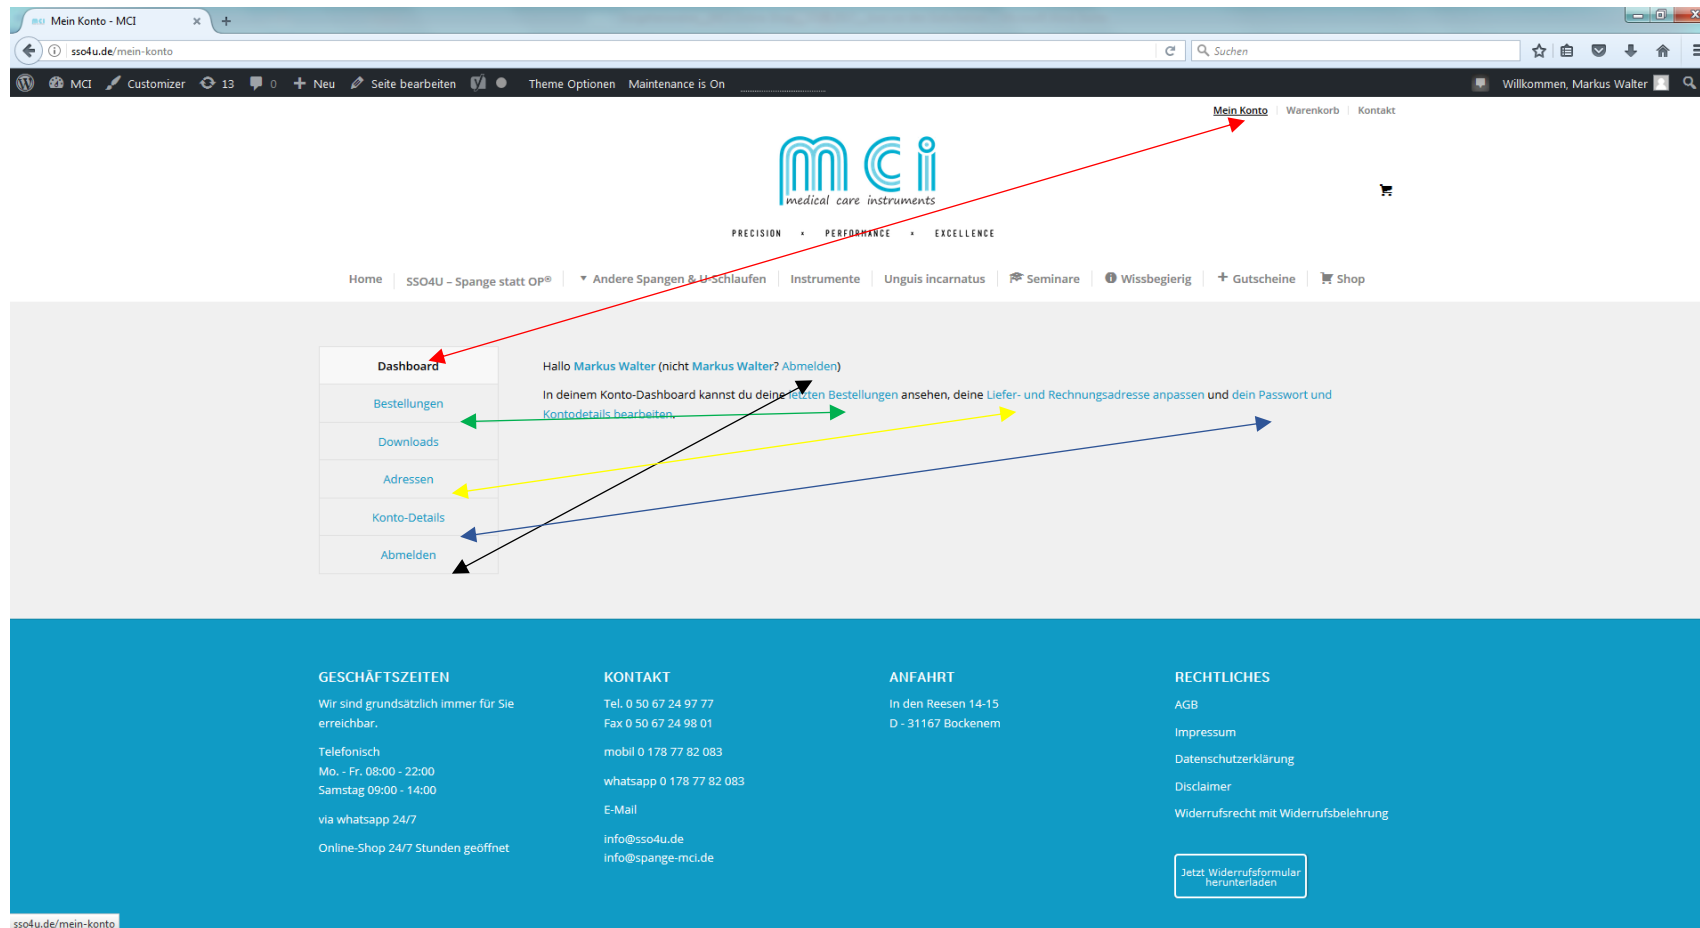 Mein Konto - MCI
sso4u.de/mein-konto
Suchen
MCI Customizer 13 0 Neu Seite bearbeiten Theme Optionen Maintenance is On
Willkommen, Markus Walter
Mein Konto Warenkorb Kontakt
mci
medical care instruments
PRECISION × PERFORMANCE × EXCELLENCE
Home SSO4U – Spange statt OP® Andere Spangen & U-Schlaufen Instrumente Unguis incarnatus Seminare Wissbegierig Gutscheine Shop
Dashboard
Bestellungen
Downloads
Adressen
Konto-Details
Abmelden
Hallo Markus Walter (nicht Markus Walter? Abmelden)
In deinem Konto-Dashboard kannst du deine letzten Bestellungen ansehen, deine Liefer- und Rechnungsadresse anpassen und dein Passwort und
Kontodetails bearbeiten.
GESCHÄFTSZEITEN
Wir sind grundsätzlich immer für Sie
erreichbar.
Telefonisch
Mo. - Fr. 08:00 - 22:00
Samstag 09:00 - 14:00
via whatsapp 24/7
Online-Shop 24/7 Stunden geöffnet
KONTAKT
Tel. 0 50 67 24 97 77
Fax 0 50 67 24 98 01
mobil 0 178 77 82 083
whatsapp 0 178 77 82 083
E-Mail
info@sso4u.de
info@spange-mci.de
ANFAHRT
In den Reesen 14-15
D - 31167 Bockenem
RECHTLICHES
AGB
Impressum
Datenschutzerklärung
Disclaimer
Widerrufsrecht mit Widerrufsbelehrung
Jetzt Widerrufsformular
herunterladen
sso4u.de/mein-konto